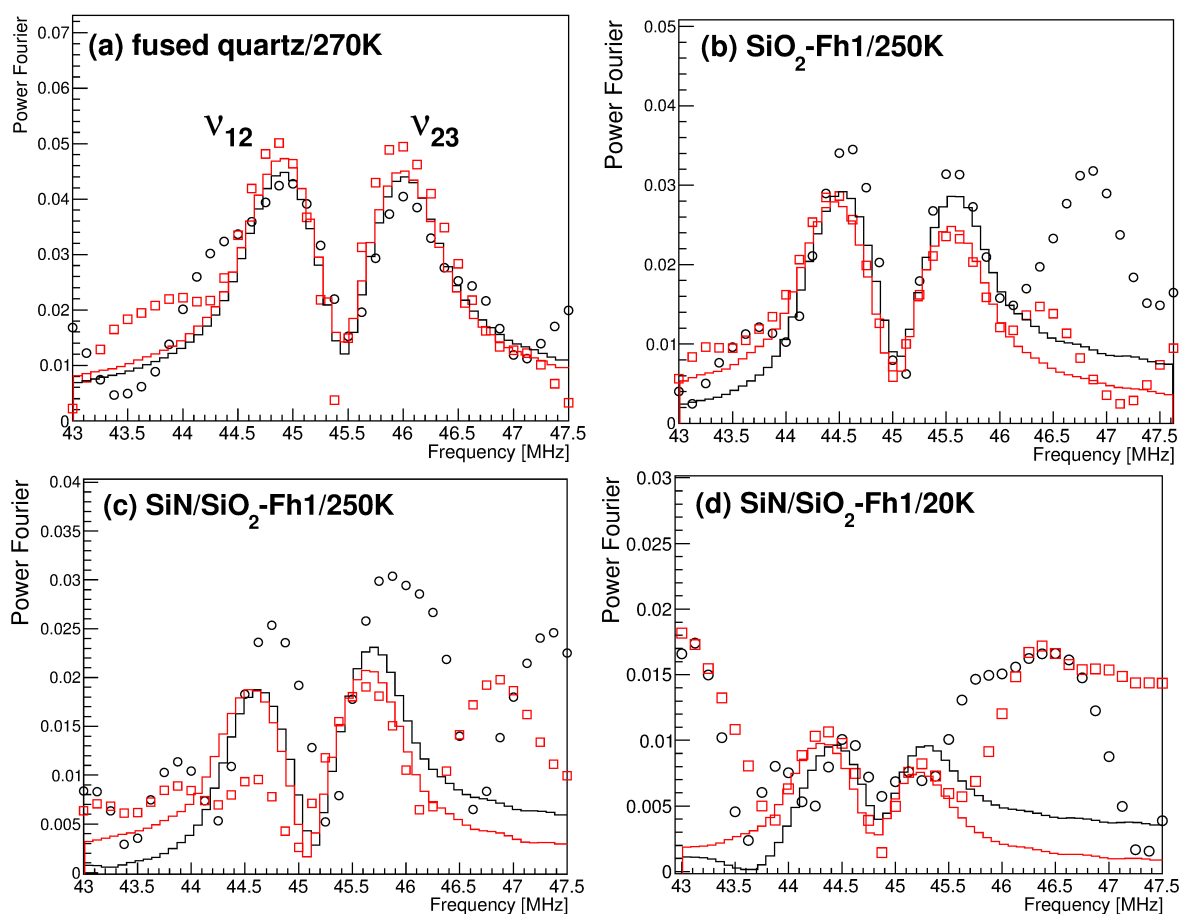 (a) fused quartz/270K
Power Fourier
0.07
0.06
0.05
0.04
0.03
0.02
0.01
0
ν12
ν23
43 43.5 44 44.5 45 45.5 46 46.5 47 47.5
Frequency [MHz]
(b) SiO2-Fh1/250K
Power Fourier
0.05
0.04
0.03
0.02
0.01
0
43 43.5 44 44.5 45 45.5 46 46.5 47 47.5
Frequency [MHz]
(c) SiN/SiO2-Fh1/250K
Power Fourier
0.04
0.035
0.03
0.025
0.02
0.015
0.01
0.005
0
43 43.5 44 44.5 45 45.5 46 46.5 47 47.5
Frequency [MHz]
(d) SiN/SiO2-Fh1/20K
Power Fourier
0.03
0.025
0.02
0.015
0.01
0.005
0
43 43.5 44 44.5 45 45.5 46 46.5 47 47.5
Frequency [MHz]